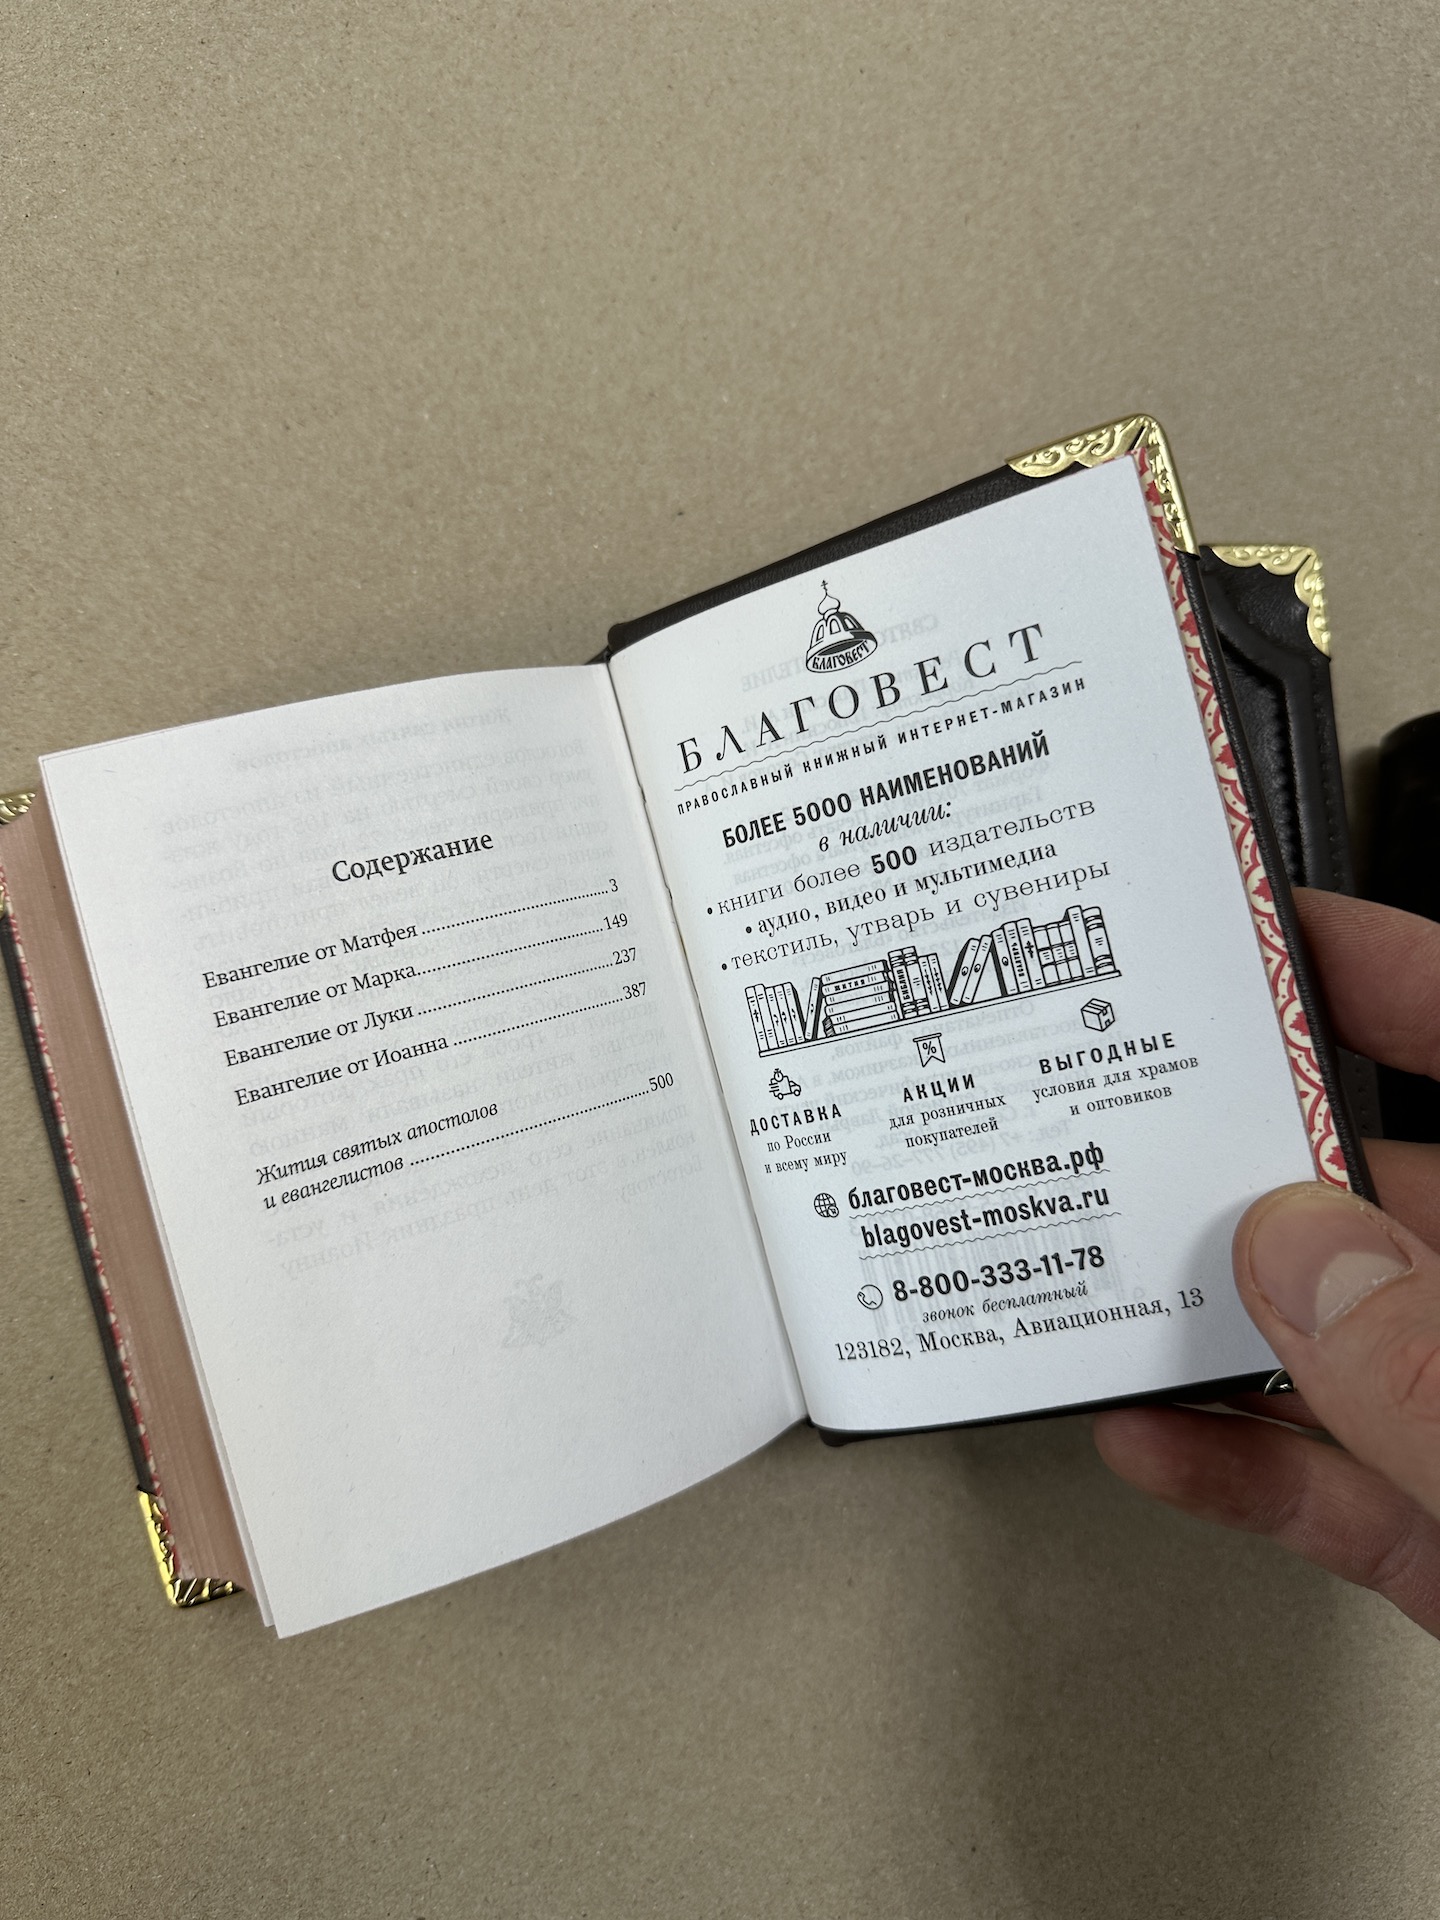 Содержание
Евангелие от Матфея ........ 3
Евангелие от Марка ........ 149
Евангелие от Луки ........ 237
Евангелие от Иоанна ........ 387
Жития святых апостолов
и евангелистов ........ 500
БЛАГОВЕСТ
БЛАГОВЕСТ
ПРАВОСЛАВНЫЙ КНИЖНЫЙ ИНТЕРНЕТ-МАГАЗИН
БОЛЕЕ 5000 НАИМЕНОВАНИЙ
в наличии:
• книги более 500 издательств
• аудио, видео и мультимедиа
• текстиль, утварь и сувениры
ЖИТИЯ
БИБЛИЯ
ДОСТАВКА
по России
и всему миру
%
АКЦИИ
для розничных
покупателей
ВЫГОДНЫЕ
условия для храмов
и оптовиков
благовест-москва.рф
blagovest-moskva.ru
8-800-333-11-78
звонок бесплатный
123182, Москва, Авиационная, 13